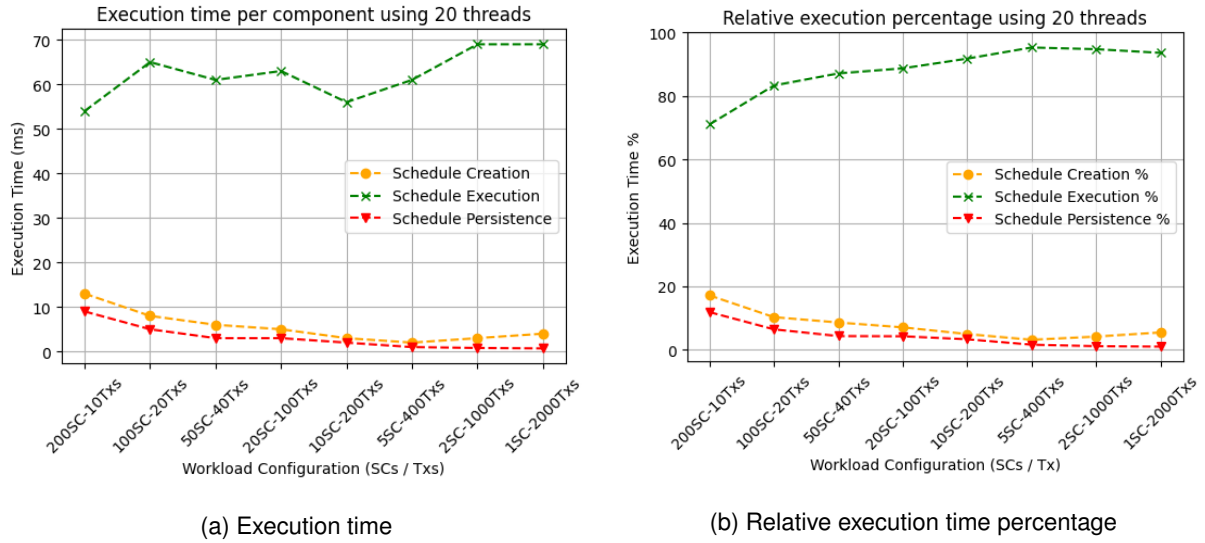 Execution time per component using 20 threads
Execution Time (ms)
70
60
50
40
30
20
10
0
Schedule Creation
Schedule Execution
Schedule Persistence
200SC-10Txs
100SC-20Txs
50SC-40Txs
20SC-100Txs
10SC-200Txs
5SC-400Txs
2SC-1000Txs
1SC-2000Txs
Workload Configuration (SCs / Txs)
(a) Execution time
Relative execution percentage using 20 threads
Execution Time %
100
80
60
40
20
0
Schedule Creation %
Schedule Execution %
Schedule Persistence %
200SC-10Txs
100SC-20Txs
50SC-40Txs
20SC-100Txs
10SC-200Txs
5SC-400Txs
2SC-1000Txs
1SC-2000Txs
Workload Configuration (SCs / Tx)
(b) Relative execution time percentage